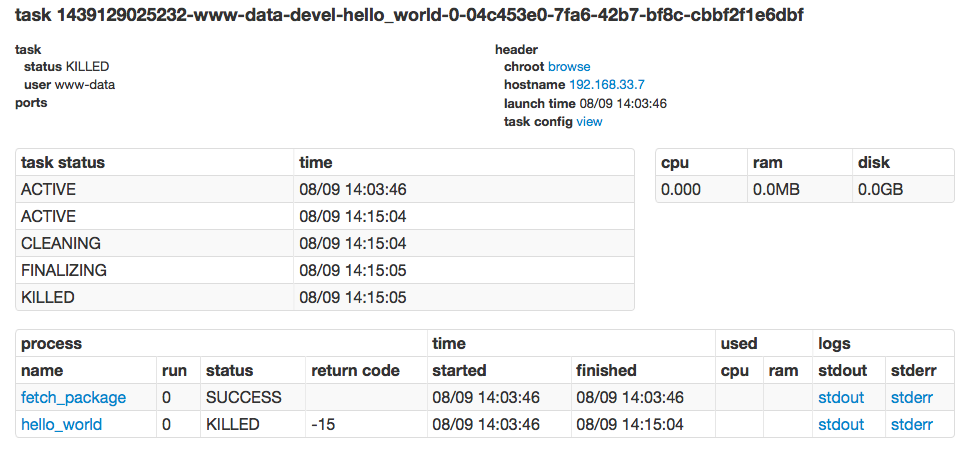 task 1439129025232-www-data-devel-hello_world-0-04c453e0-7fa6-42b7-bf8c-cbbf2f1e6dbf
task
status KILLED
user www-data
ports
header
chroot browse
hostname 192.168.33.7
launch time 08/09 14:03:46
task config view
task status time
ACTIVE 08/09 14:03:46
ACTIVE 08/09 14:15:04
CLEANING 08/09 14:15:04
FINALIZING 08/09 14:15:05
KILLED 08/09 14:15:05
cpu ram disk
0.000 0.0MB 0.0GB
process time used logs
name run status return code started finished cpu ram stdout stderr
fetch_package 0 SUCCESS 08/09 14:03:46 08/09 14:03:46 stdout stderr
hello_world 0 KILLED -15 08/09 14:03:46 08/09 14:15:04 stdout stderr